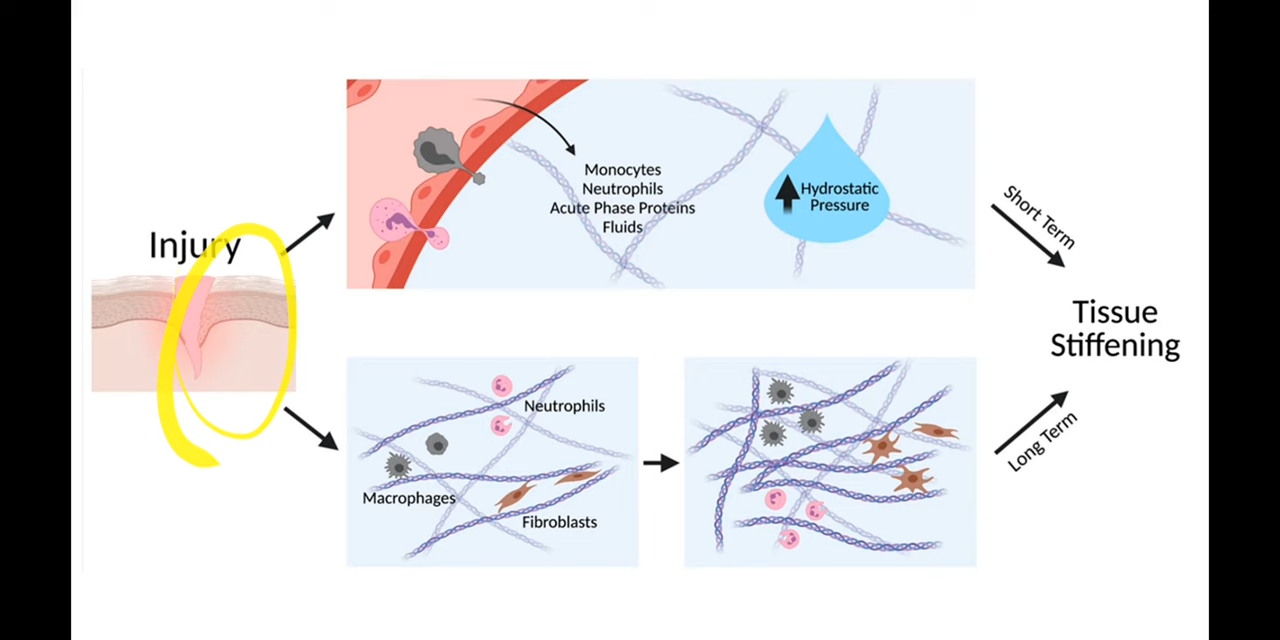 Injury
Monocytes
Neutrophils
Acute Phase Proteins
Fluids
Hydrostatic
Pressure
Short Term
Tissue
Stiffening
Neutrophils
Macrophages
Fibroblasts
Long Term